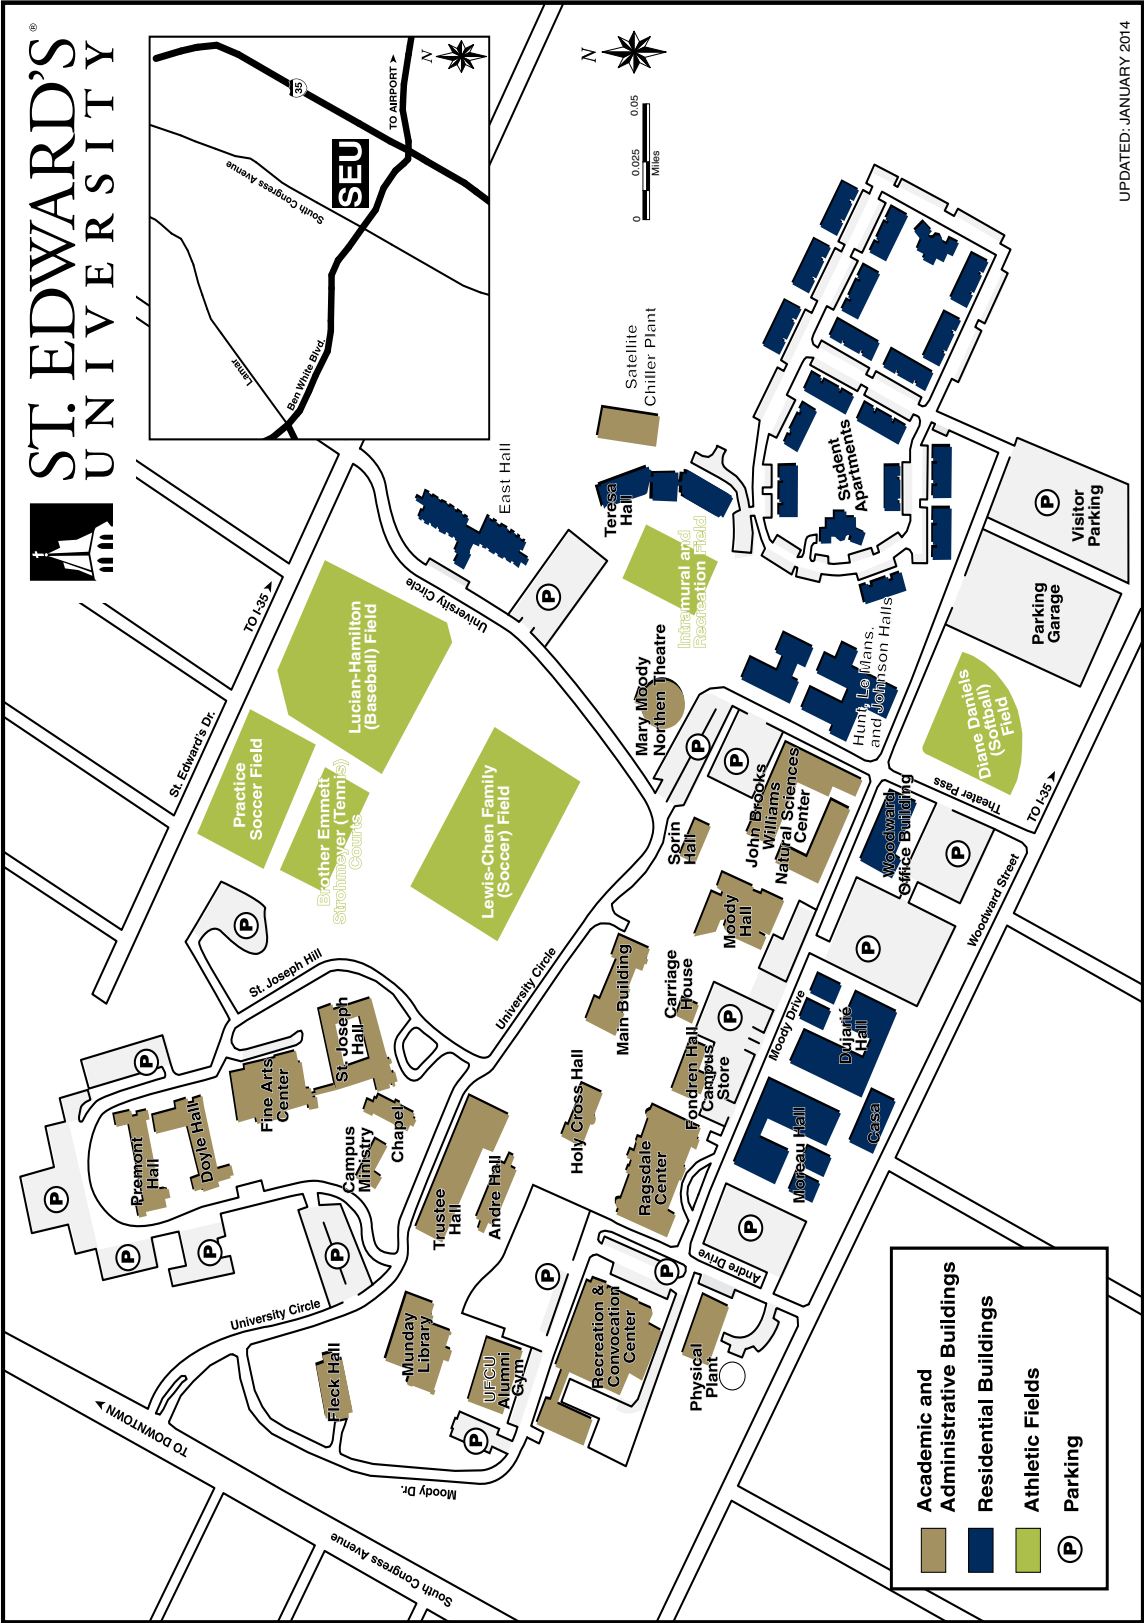 ST. EDWARD'S®
UNIVERSITY
Lamar
South Congress Avenue
35
Ben White Blvd.
SEU
TO AIRPORT
N
N
0
0.025
0.05
Miles
UPDATED: JANUARY 2014
TO I-35
St. Edward's Dr.
Practice
Soccer Field
Lucian-Hamilton
(Baseball) Field
Brother Emmett
Strohmeyer (Tennis)
Courts
Lewis-Chen Family
(Soccer) Field
University Circle
East Hall
Satellite
Chiller Plant
Teresa
Hall
Intramural and
Recreation Field
Student
Apartments
Hunt, Le Mans,
and Johnson Halls
Visitor
Parking
P
Parking
Garage
Diane Daniels
(Softball)
Field
Theater Pass
TO I-35
Woodward Street
Mary Moody
Northen Theatre
P
P
P
John Brooks
Williams
Natural Sciences
Center
Sorin
Hall
Woodward
Office Building
P
P
Moody
Hall
Main Building
Carriage
House
P
Fondren Hall
Campus
Store
Moody Drive
Dujarié
Hall
Casa
Moreau Hall
P
Andre Drive
Holy Cross Hall
Ragsdale
Center
University Circle
St. Joseph Hill
P
St. Joseph
Hall
Fine Arts
Center
P
Premont
Hall
Doyle Hall
P
P
P
P
Campus
Ministry
Chapel
Trustee
Hall
Andre Hall
P
P
Recreation &
Convocation
Center
Physical
Plant
Munday
Library
UFCU
Alumni
Gym
P
Fleck Hall
University Circle
Moody Dr.
TO DOWNTOWN
South Congress Avenue
Academic and
Administrative Buildings
Residential Buildings
Athletic Fields
P Parking